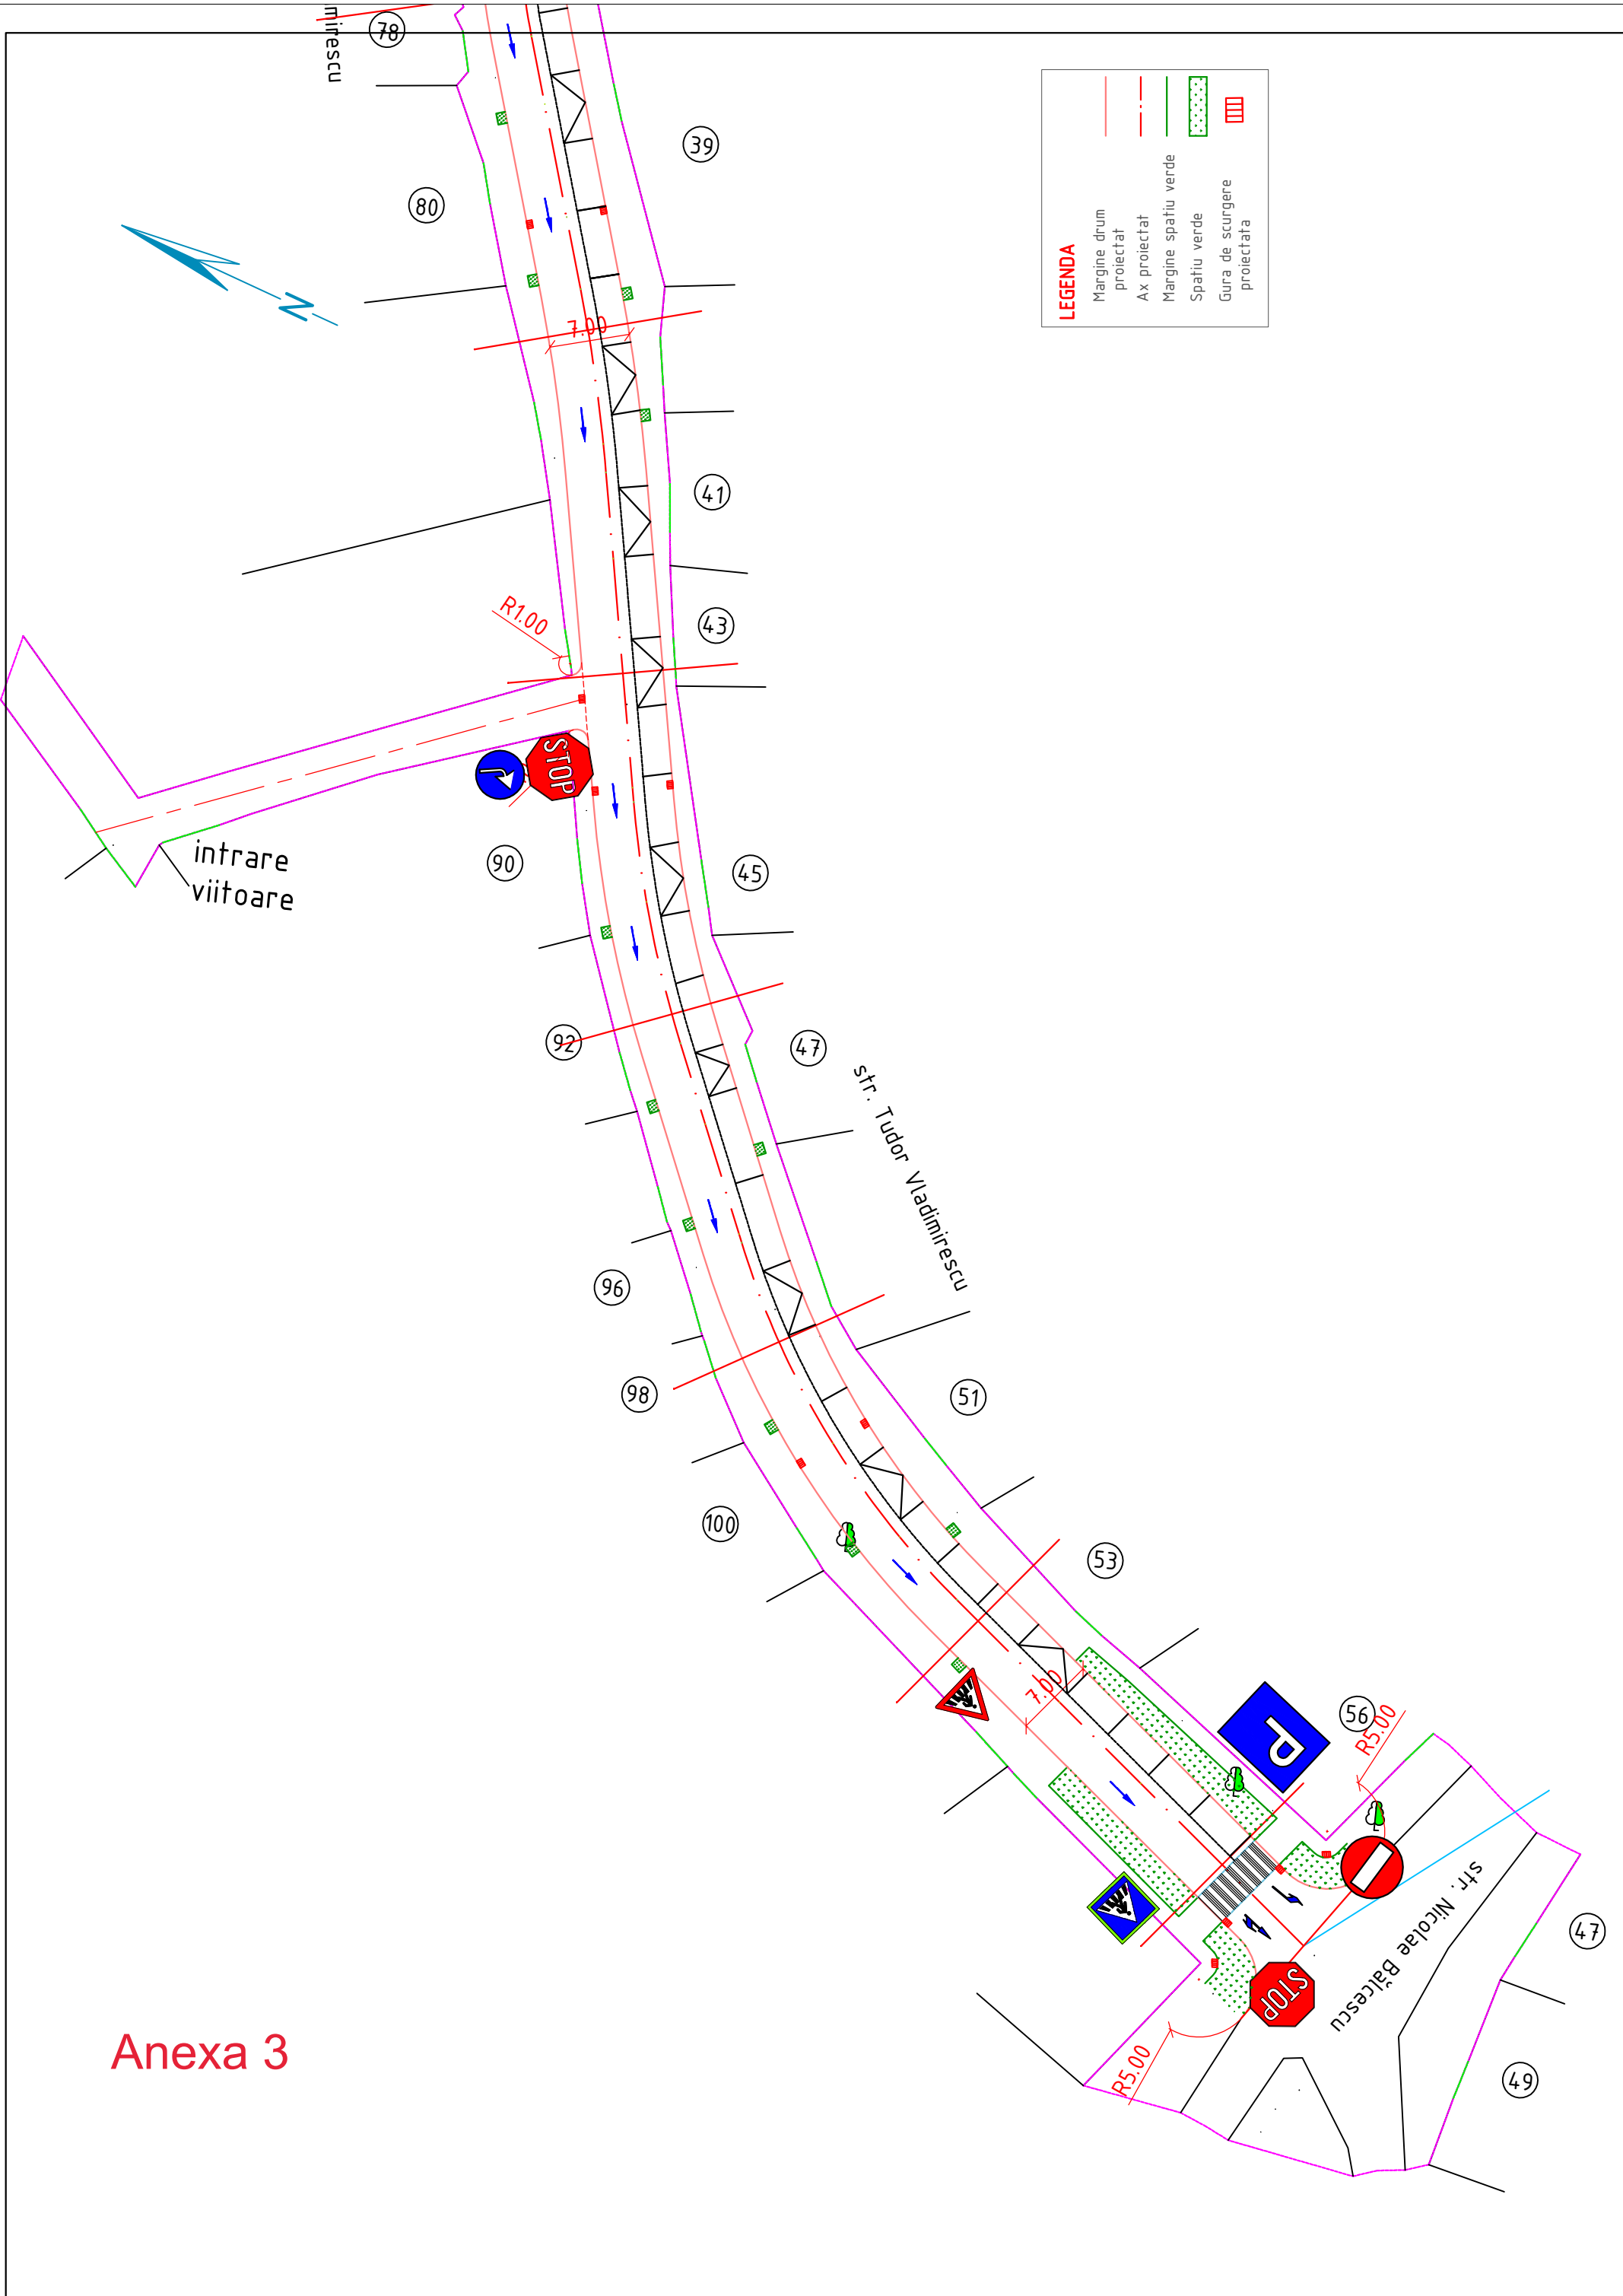 mirescu
78
39
80
LEGENDA
Margine drum
proiectat
Ax proiectat
Margine spatiu verde
Spatiu verde
Gura de scurgere
proiectata
N
7.00
41
R1.00
43
STOP
intrare
viitoare
90
45
92
47
str. Tudor Vladimirescu
96
98
51
100
53
7.00
56
R5.00
P
str. Nicolae Bălcescu
47
STOP
R5.00
49
Anexa 3